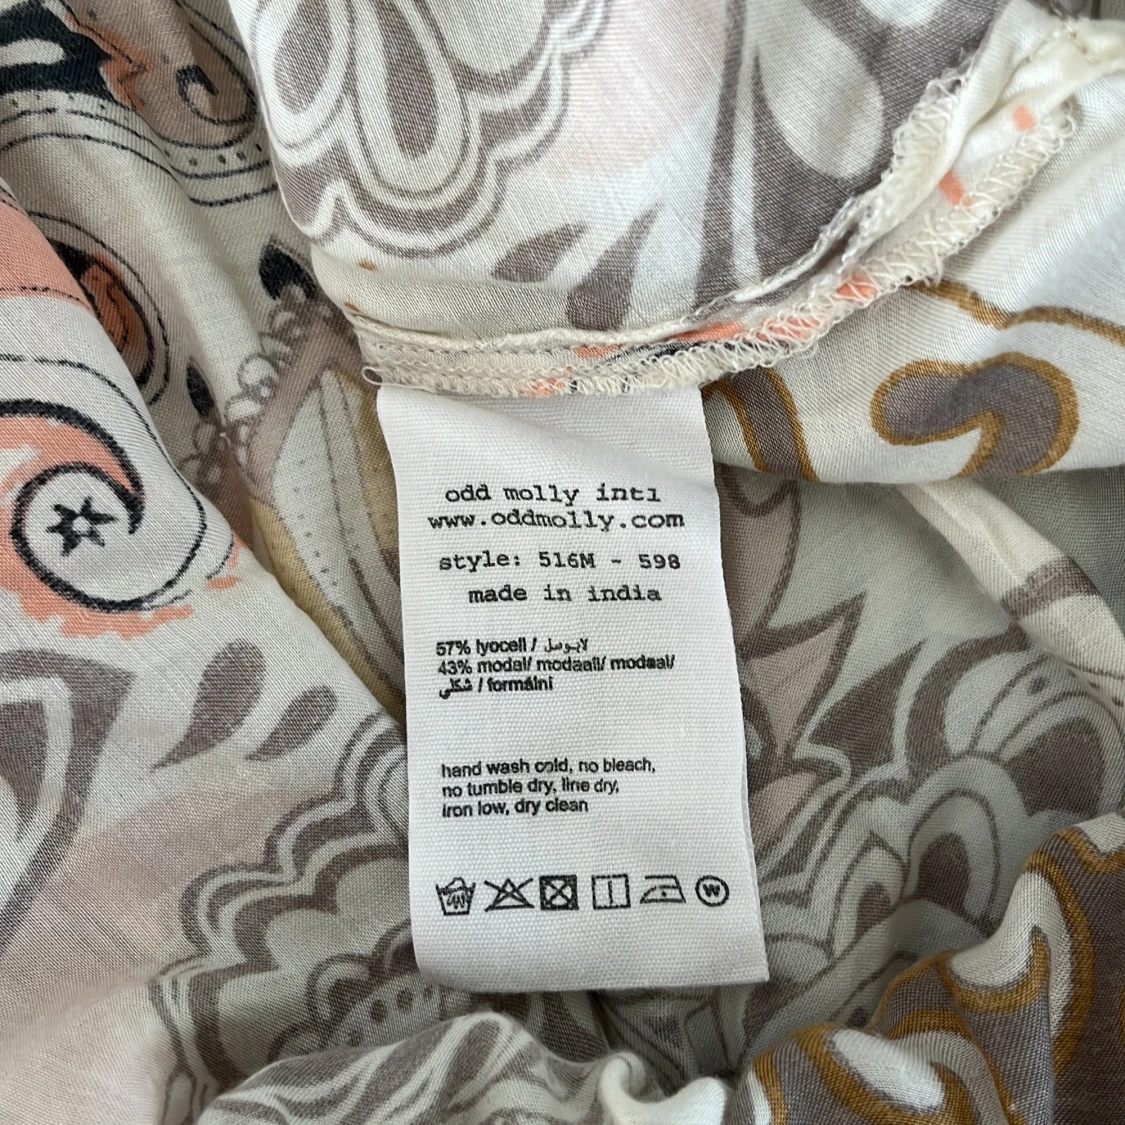 odd molly intl
www.oddmolly.com
style: 516M - 598
made in india
57% lyocell / لايوسل
43% modal/ modaali/ modaal/
شكلي / formální
hand wash cold, no bleach,
no tumble dry, line dry,
iron low, dry clean
W